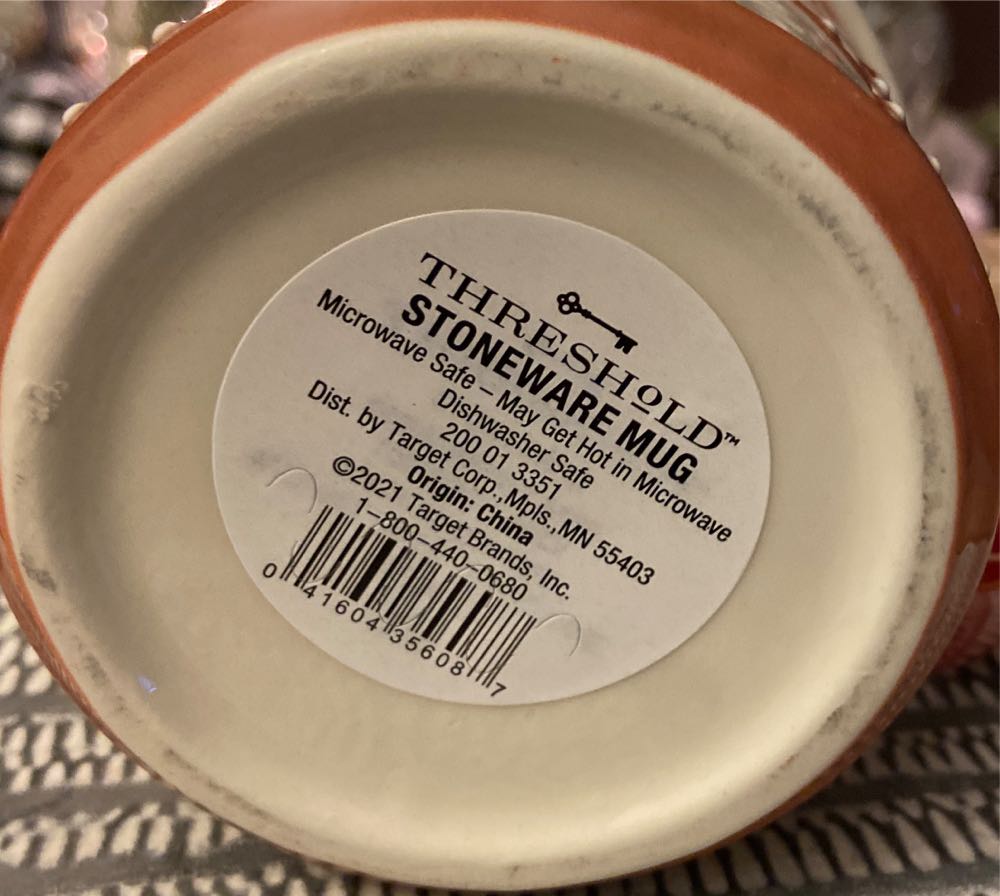 THRESHOLD™
STONEWARE MUG
Microwave Safe – May Get Hot in Microwave
Dishwasher Safe
200 01 3351
Dist. by Target Corp., Mpls., MN 55403
Origin: China
©2021 Target Brands, Inc.
1-800-440-0680
0 41604 35608 7